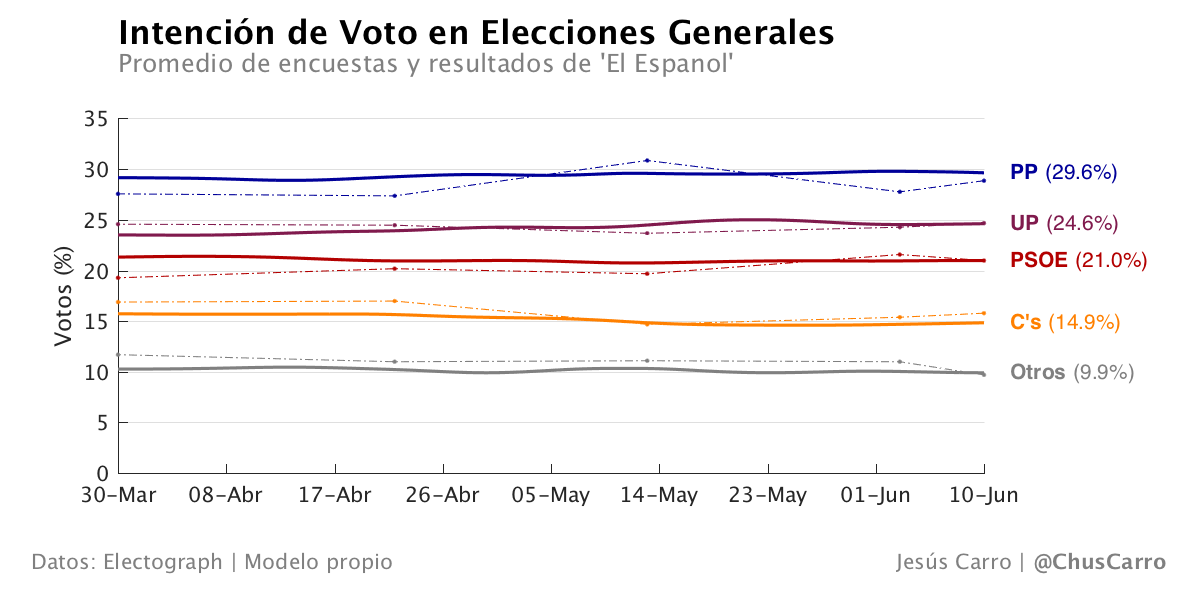 Intención de Voto en Elecciones Generales
Promedio de encuestas y resultados de 'El Espanol'
Votos (%)
35
30
25
20
15
10
5
0
30-Mar 08-Abr 17-Abr 26-Abr 05-May 14-May 23-May 01-Jun 10-Jun
PP (29.6%)
UP (24.6%)
PSOE (21.0%)
C's (14.9%)
Otros (9.9%)
Datos: Electograph | Modelo propio
Jesús Carro | @ChusCarro